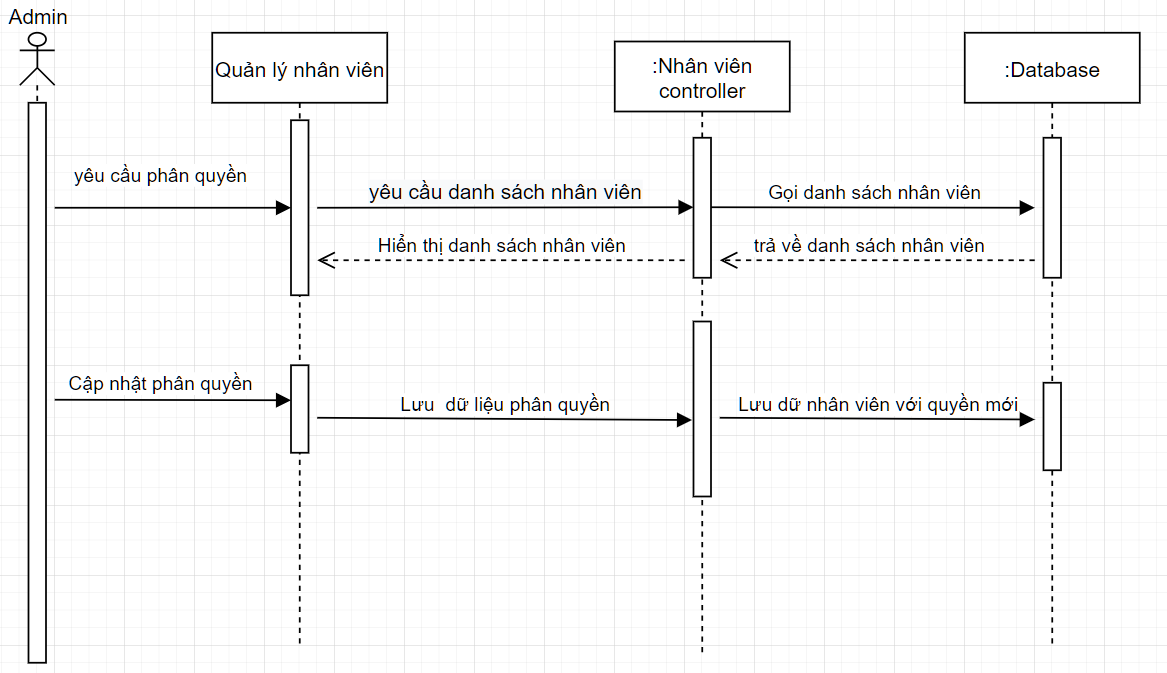 Admin
Quản lý nhân viên
:Nhân viên
controller
:Database
yêu cầu phân quyền
yêu cầu danh sách nhân viên
Gọi danh sách nhân viên
Hiển thị danh sách nhân viên
trả về danh sách nhân viên
Cập nhật phân quyền
Lưu  dữ liệu phân quyền
Lưu dữ nhân viên với quyền mới